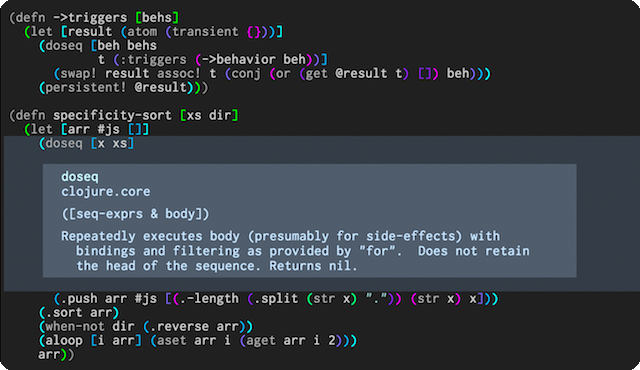 (defn ->triggers [behs]
  (let [result (atom (transient {}))]
    (doseq [beh behs
            t (:triggers (->behavior beh))]
      (swap! result assoc! t (conj (or (get @result t) []) beh)))
    (persistent! @result)))

(defn specificity-sort [xs dir]
  (let [arr #js []]
    (doseq [x xs]
doseq
clojure.core
([seq-exprs & body])
Repeatedly executes body (presumably for side-effects) with
  bindings and filtering as provided by "for".  Does not retain
  the head of the sequence. Returns nil.
      (.push arr #js [(.-length (.split (str x) ".")) (str x) x]))
    (.sort arr)
    (when-not dir (.reverse arr))
    (aloop [i arr] (aset arr i (aget arr i 2)))
    arr))